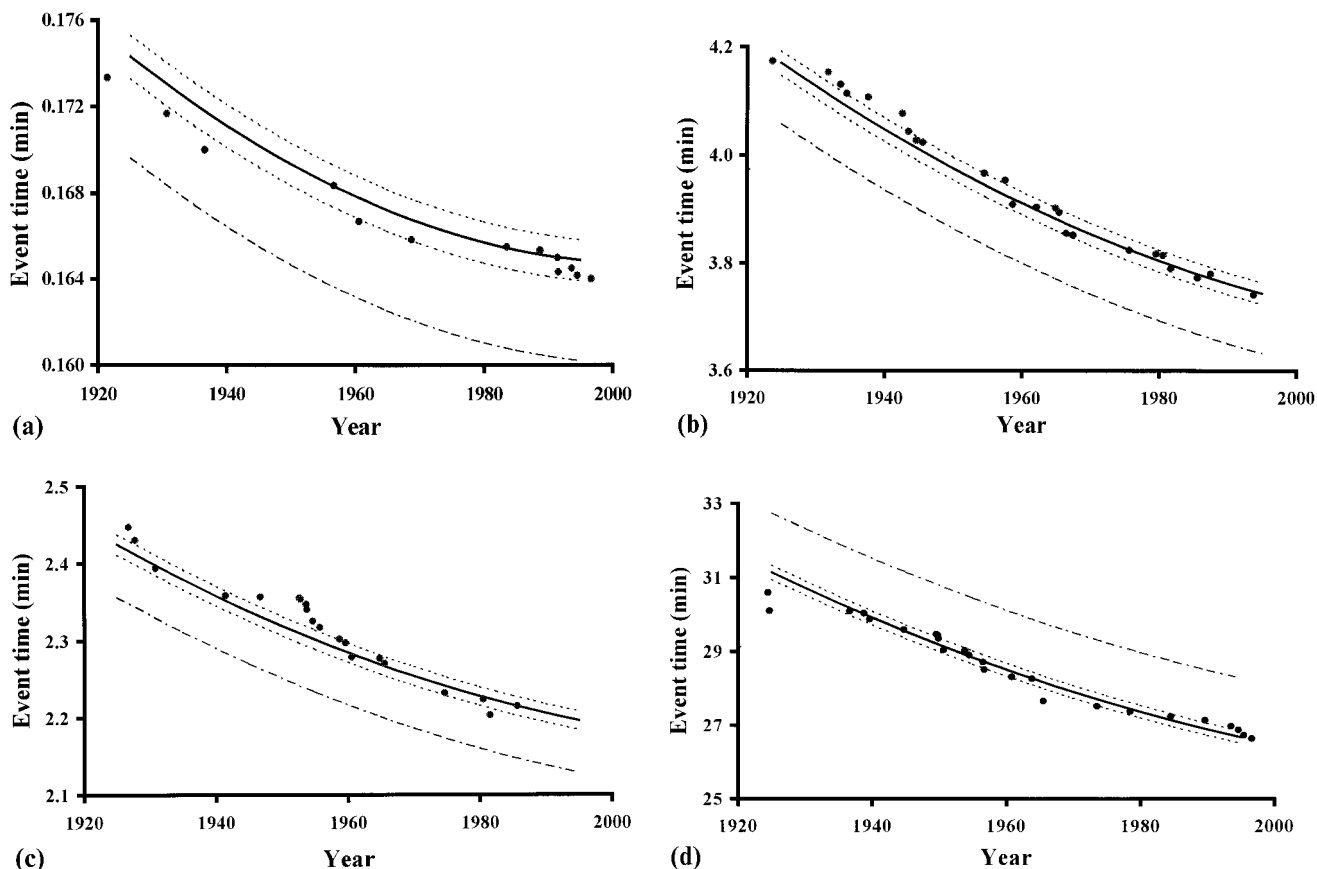 0.176
0.172
0.168
0.164
0.160
Event time (min)
1920 1940 1960 1980 2000
(a) Year
4.2
4.0
3.8
3.6
Event time (min)
1920 1940 1960 1980 2000
(b) Year
2.5
2.4
2.3
2.2
2.1
Event time (min)
1920 1940 1960 1980 2000
(c) Year
33
31
29
27
25
Event time (min)
1920 1940 1960 1980 2000
(d) Year